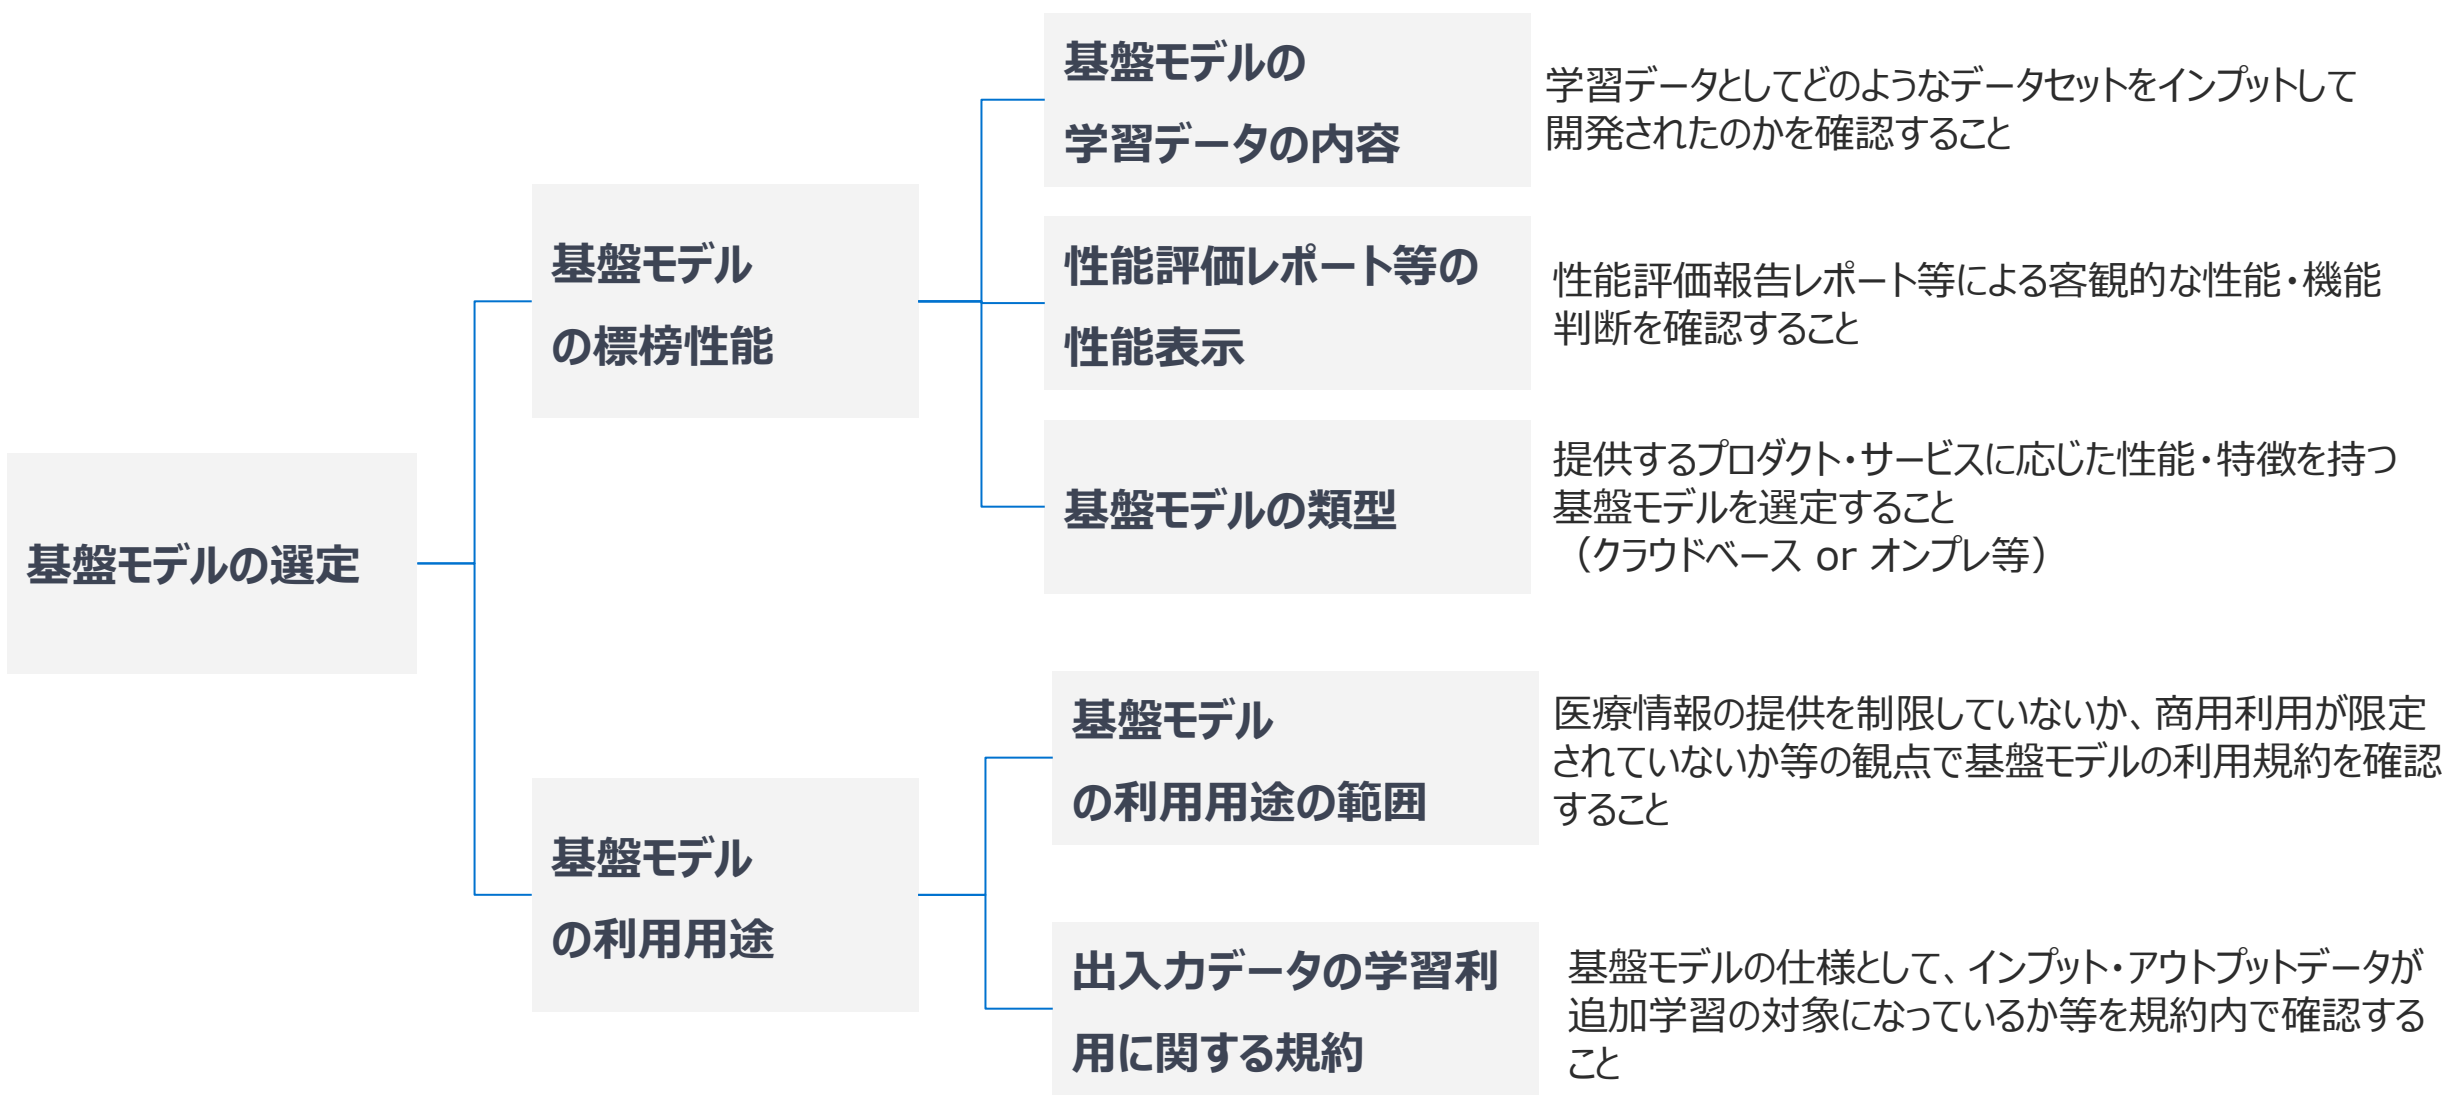 基盤モデルの選定
基盤モデル
の標榜性能
基盤モデルの
学習データの内容
学習データとしてどのようなデータセットをインプットして
開発されたのかを確認すること
性能評価レポート等の
性能表示
性能評価報告レポート等による客観的な性能・機能
判断を確認すること
基盤モデルの類型
提供するプロダクト・サービスに応じた性能・特徴を持つ
基盤モデルを選定すること
（クラウドベース or オンプレ等）
基盤モデル
の利用用途
基盤モデル
の利用用途の範囲
医療情報の提供を制限していないか、商用利用が限定
されていないか等の観点で基盤モデルの利用規約を確認
すること
出入力データの学習利
用に関する規約
基盤モデルの仕様として、インプット・アウトプットデータが
追加学習の対象になっているか等を規約内で確認する
こと